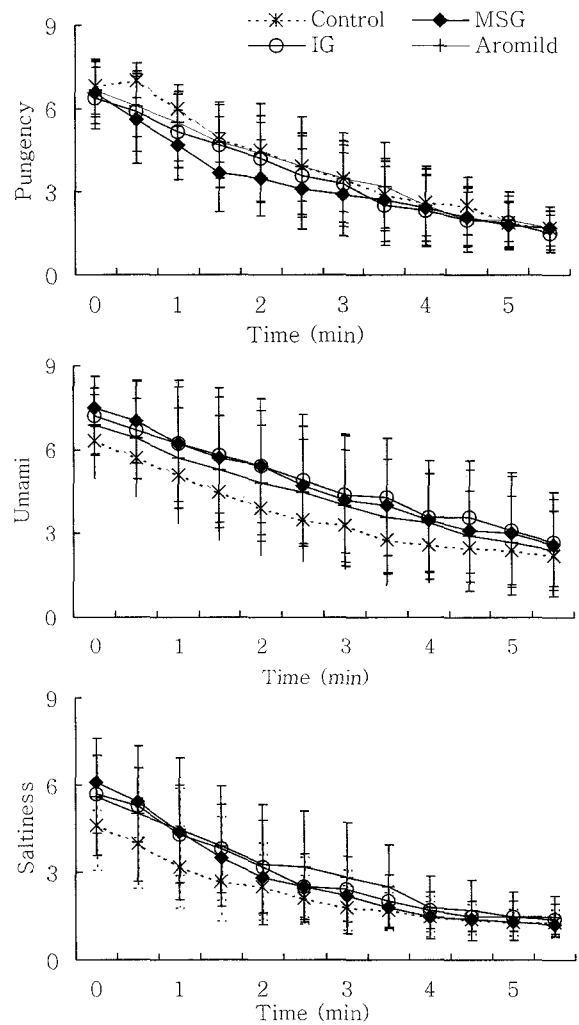 Control
MSG
IG
Aromild
9
6
3
0
Pungency
0 1 2 3 4 5
Time (min)
9
6
3
0
Umami
0 1 2 3 4 5
Time (min)
9
6
3
0
Saltiness
0 1 2 3 4 5
Time (min)